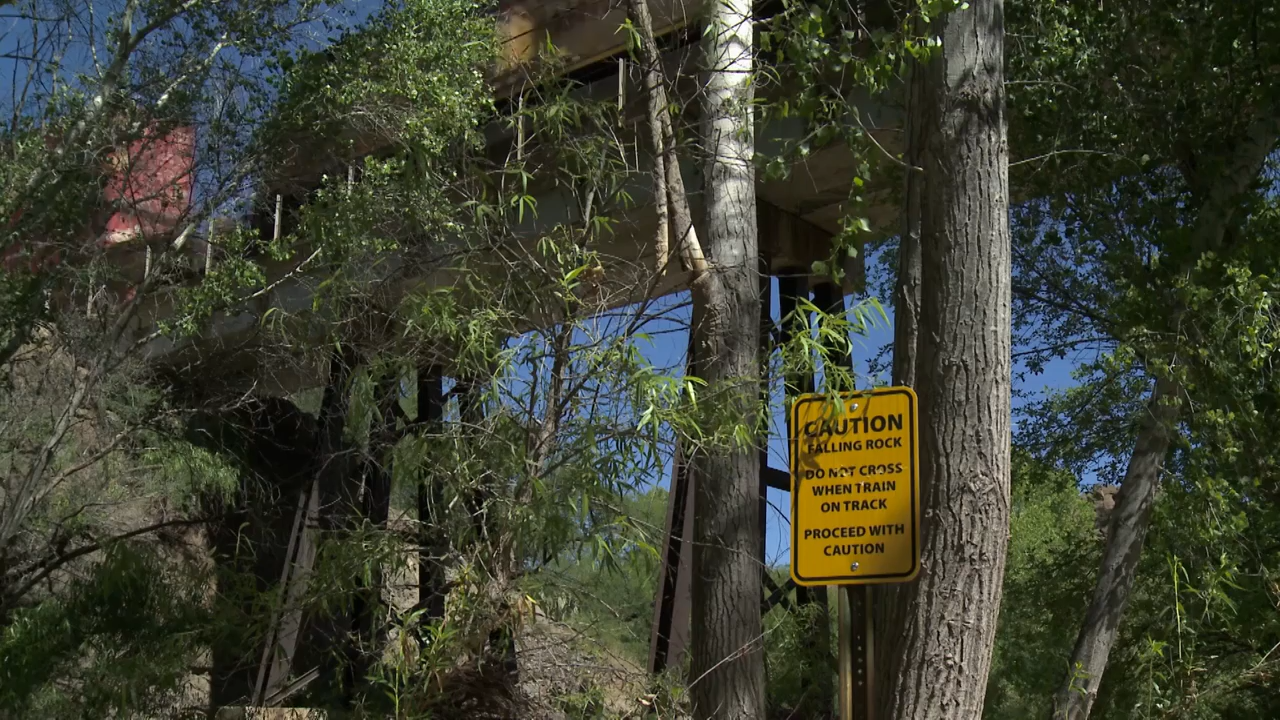 CAUTION
FALLING ROCK
DO NOT CROSS
WHEN TRAIN
ON TRACK
PROCEED WITH
CAUTION